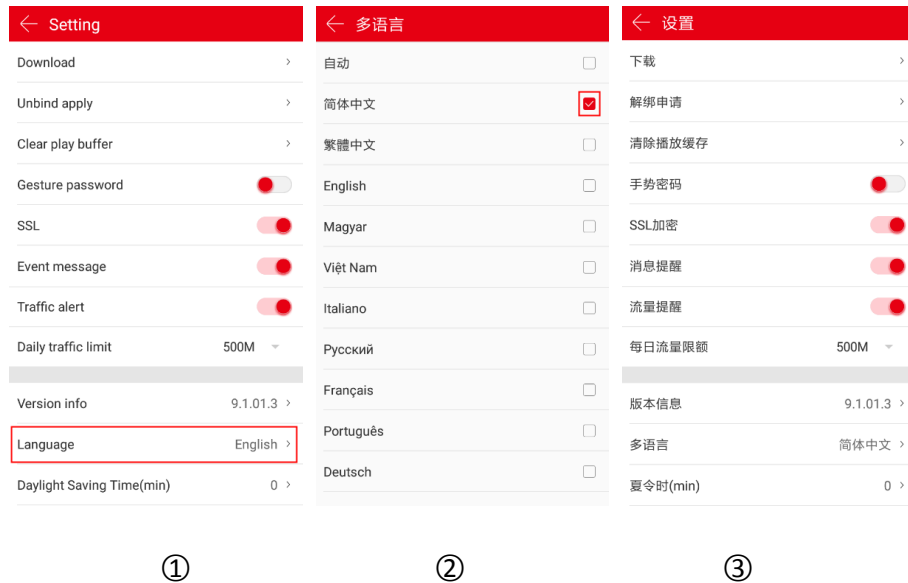 Setting
Download
Unbind apply
Clear play buffer
Gesture password
SSL
Event message
Traffic alert
Daily traffic limit 500M
Version info 9.1.01.3
Language English
Daylight Saving Time(min) 0
①
多语言
自动
简体中文
繁體中文
English
Magyar
Việt Nam
Italiano
Русский
Français
Português
Deutsch
②
设置
下载
解绑申请
清除播放缓存
手势密码
SSL加密
消息提醒
流量提醒
每日流量限额 500M
版本信息 9.1.01.3
多语言 简体中文
夏令时(min) 0
③